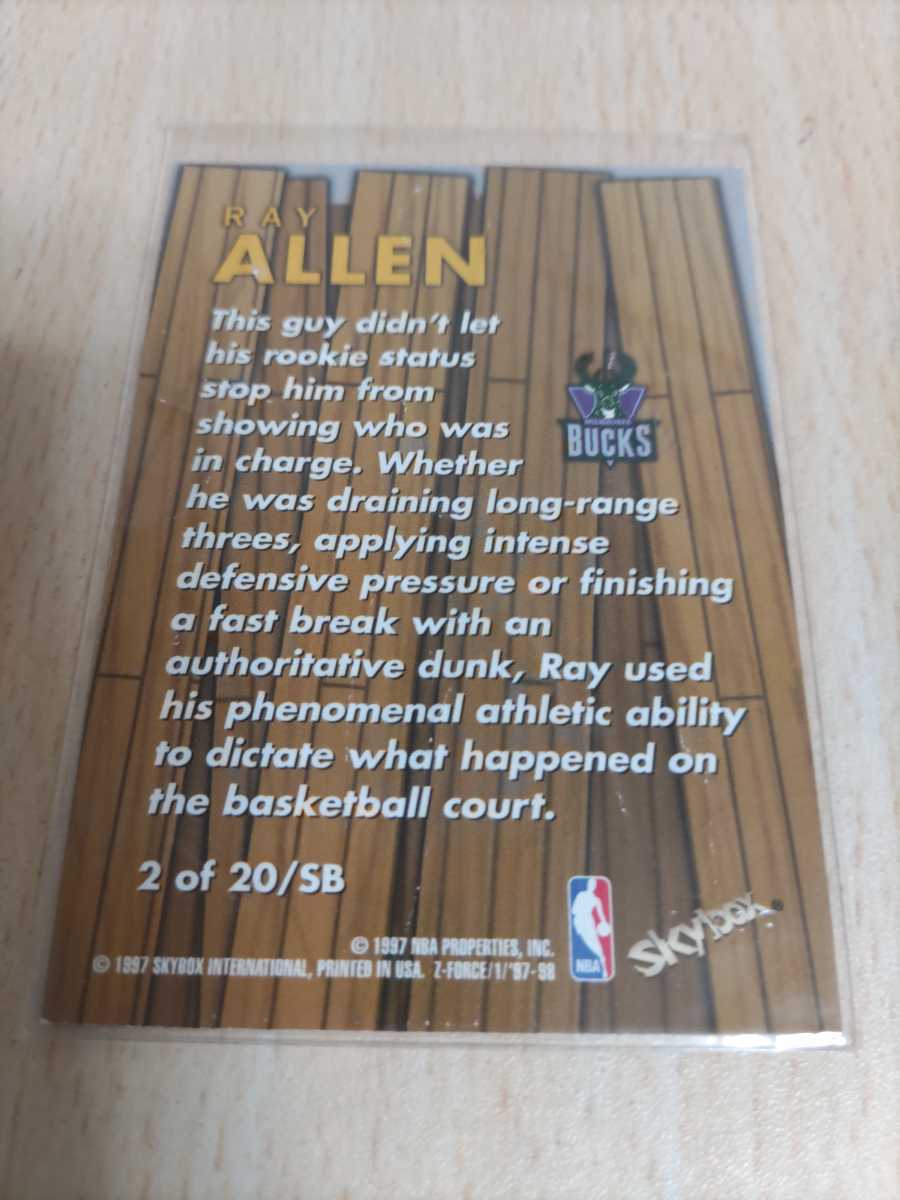 RAY
ALLEN
This guy didn't let
his rookie status
stop him from
showing who was
in charge. Whether
he was draining long-range
threes, applying intense
defensive pressure or finishing
a fast break with an
authoritative dunk, Ray used
his phenomenal athletic ability
to dictate what happened on
the basketball court.
MILWAUKEE
BUCKS
2 of 20/SB
© 1997 NBA PROPERTIES, INC.
© 1997 SKYBOX INTERNATIONAL, PRINTED IN USA. Z-FORCE/1/'97-98
NBA
skybox®